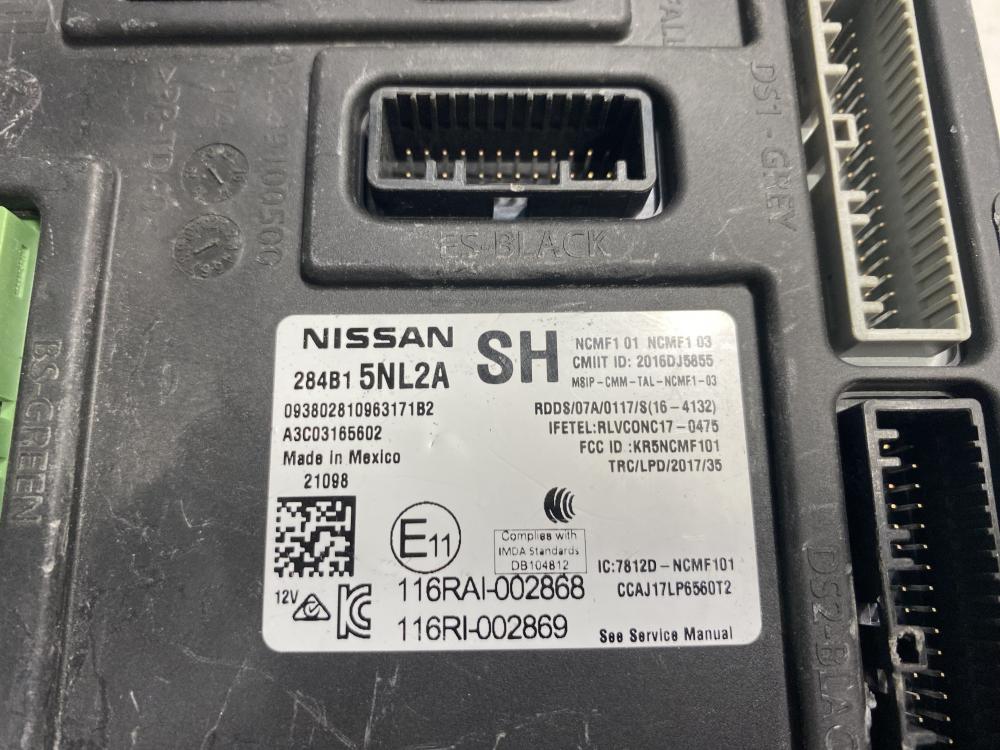 DS1-GREY
ES-BLACK
BS-GREEN
NISSAN SH
284B1 5NL2A
093802810963171B2
A3C03165602
Made in Mexico
21098
NCMF1 01 NCMF1 03
CMIIT ID: 2016DJ5855
MSIP-CMM-TAL-NCMF1-03
RDDS/07A/0117/S(16-4132)
IFETEL:RLVCONC17-0475
FCC ID :KR5NCMF101
TRC/LPD/2017/35
E11
Complies with
IMDA Standards
DB104812
IC:7812D-NCMF101
CCAJ17LP6560T2
12V
116RAI-002868
116RI-002869
See Service Manual
DS2-BLAC